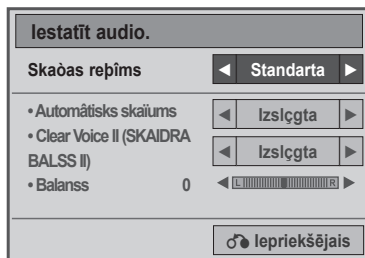 Iestatīt audio.
Skaòas reþîms ◀ Standarta ▶
• Automâtisks skaïums ◀ Izslçgta ▶
• Clear Voice II (SKAIDRA
BALSS II) ◀ Izslçgta ▶
• Balanss 0 ◀ L R ▶
Iepriekšējais